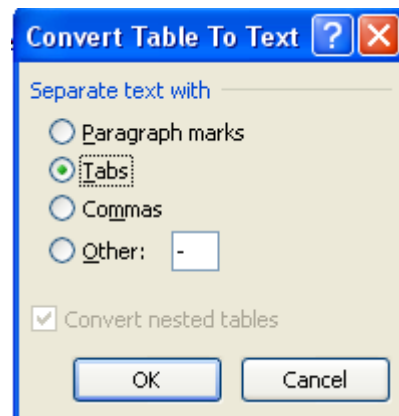 Convert Table To Text
Separate text with
Paragraph marks
Tabs
Commas
Other: -
Convert nested tables
OK Cancel